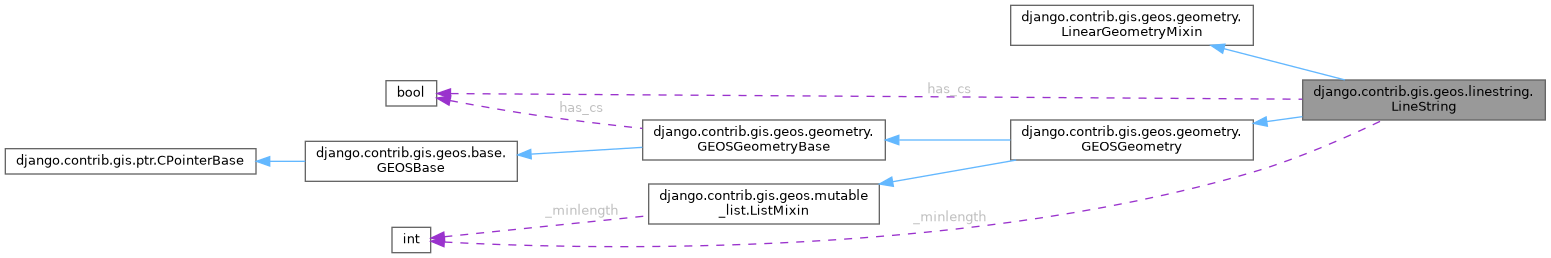 django.contrib.gis.geos.geometry.
LinearGeometryMixin
bool
has_cs
has_cs
django.contrib.gis.geos.linestring.
LineString
django.contrib.gis.ptr.CPointerBase
django.contrib.gis.geos.base.
GEOSBase
django.contrib.gis.geos.geometry.
GEOSGeometryBase
django.contrib.gis.geos.geometry.
GEOSGeometry
django.contrib.gis.geos.mutable
_list.ListMixin
_minlength
_minlength
int